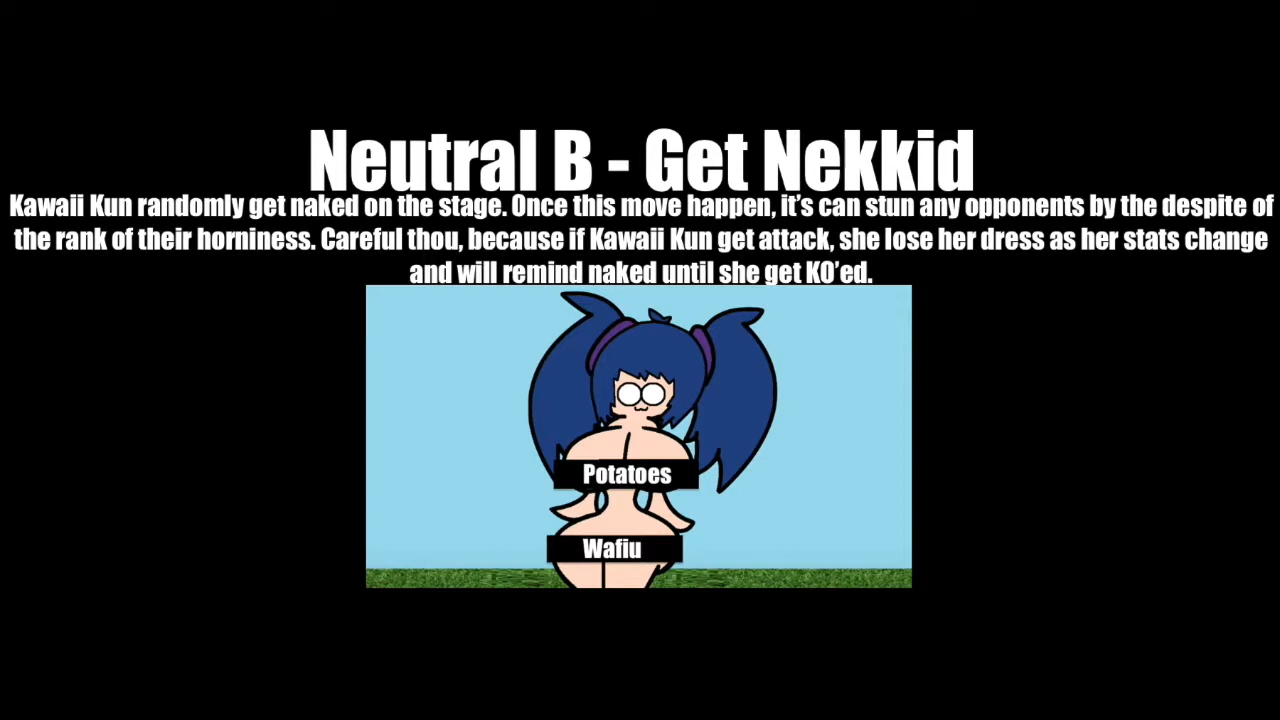 Neutral B - Get Nekkid
Kawaii Kun randomly get naked on the stage. Once this move happen, it's can stun any opponents by the despite of
the rank of their horniness. Careful thou, because if Kawaii Kun get attack, she lose her dress as her stats change
and will remind naked until she get KO'ed.
Potatoes
Wafiu